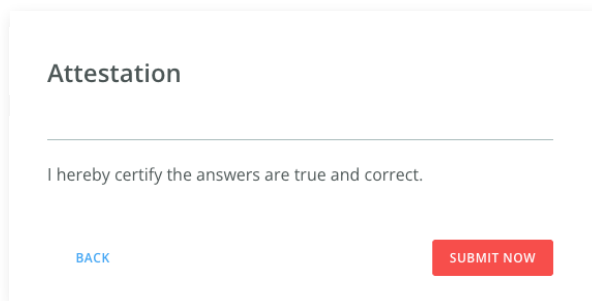 Attestation
I hereby certify the answers are true and correct.
BACK
SUBMIT NOW